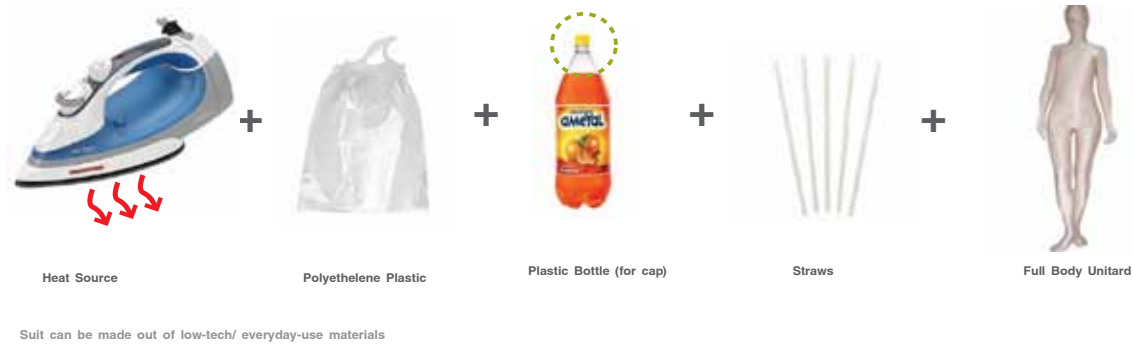 амета
Heat Source
Polyethelene Plastic
Plastic Bottle (for cap)
Straws
Full Body Unitard
Suit can be made out of low-tech/ everyday-use materials